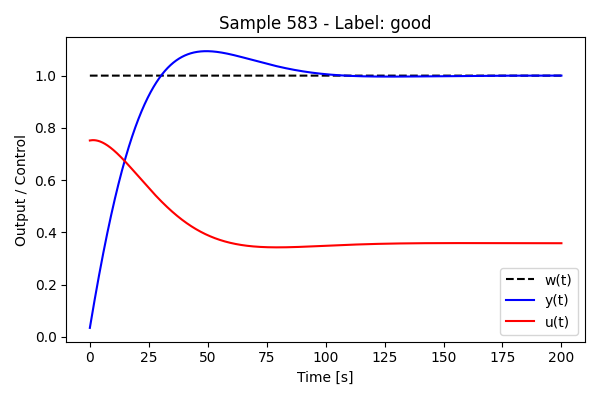 Sample 583 - Label: good
Output / Control
1.0
0.8
0.6
0.4
0.2
0.0
w(t)
y(t)
u(t)
0 25 50 75 100 125 150 175 200
Time [s]